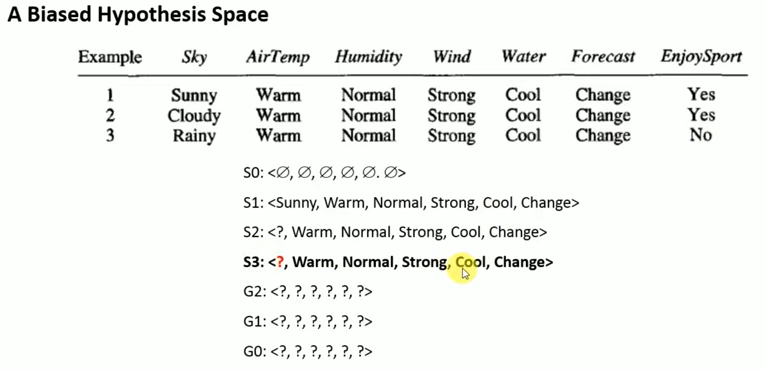 A Biased Hypothesis Space
Example Sky AirTemp Humidity Wind Water Forecast EnjoySport
1 Sunny Warm Normal Strong Cool Change Yes
2 Cloudy Warm Normal Strong Cool Change Yes
3 Rainy Warm Normal Strong Cool Change No
S0: <∅, ∅, ∅, ∅, ∅. ∅>
S1: <Sunny, Warm, Normal, Strong, Cool, Change>
S2: <?, Warm, Normal, Strong, Cool, Change>
S3: <?, Warm, Normal, Strong, Cool, Change>
G2: <?, ?, ?, ?, ?, ?>
G1: <?, ?, ?, ?, ?, ?>
G0: <?, ?, ?, ?, ?, ?>